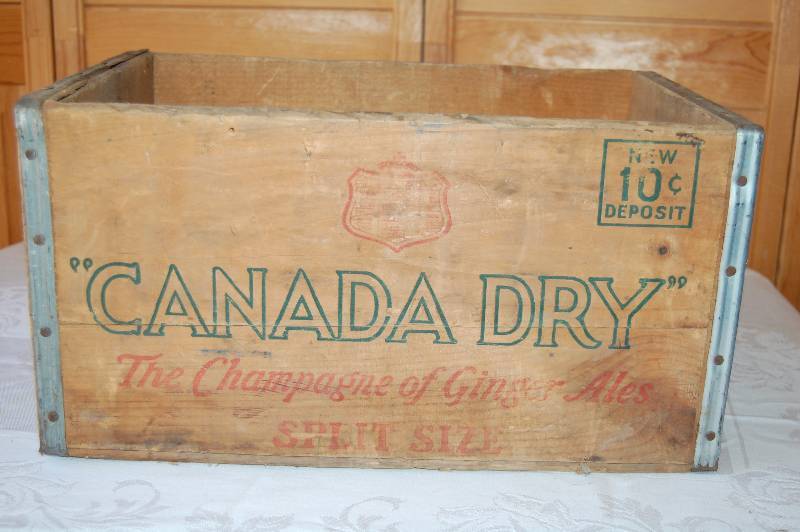 NEW
10¢
DEPOSIT
"CANADA DRY"
The Champagne of Ginger Ales
SPLIT SIZE